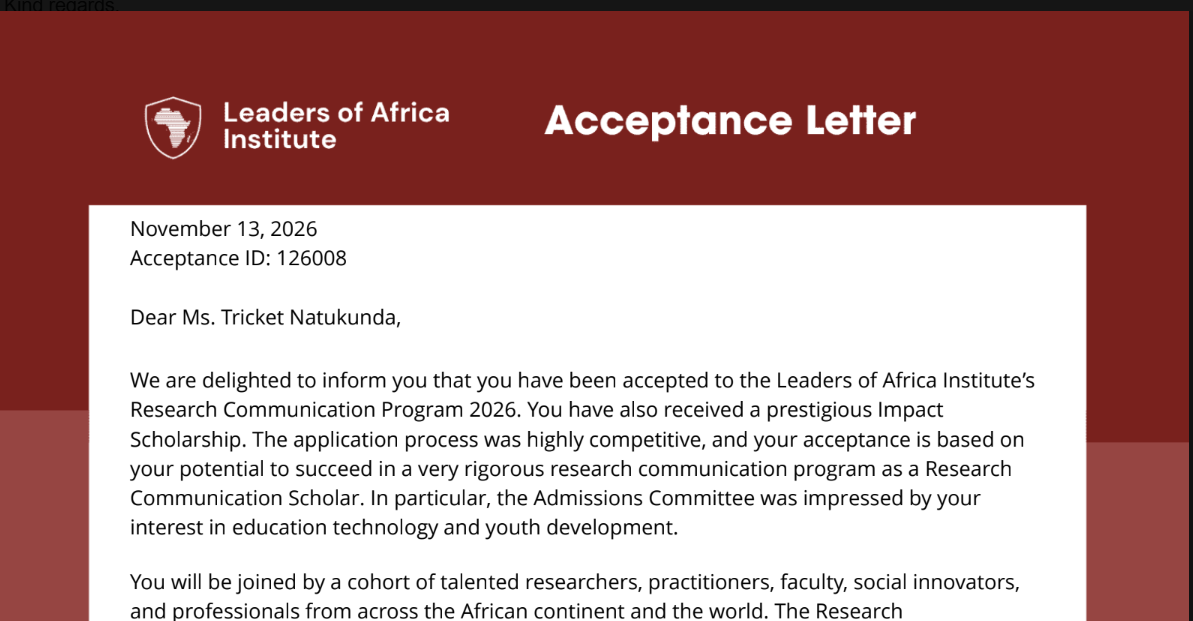 Kind regards,
Leaders of Africa
Institute
Acceptance Letter
November 13, 2026
Acceptance ID: 126008
Dear Ms. Tricket Natukunda,
We are delighted to inform you that you have been accepted to the Leaders of Africa Institute’s
Research Communication Program 2026. You have also received a prestigious Impact
Scholarship. The application process was highly competitive, and your acceptance is based on
your potential to succeed in a very rigorous research communication program as a Research
Communication Scholar. In particular, the Admissions Committee was impressed by your
interest in education technology and youth development.
You will be joined by a cohort of talented researchers, practitioners, faculty, social innovators,
and professionals from across the African continent and the world. The Research